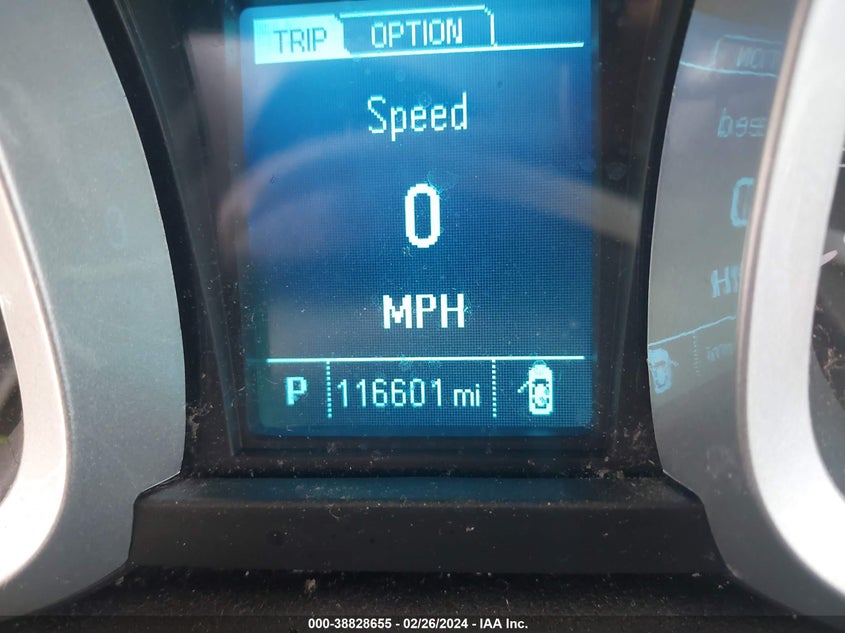 TRIP OPTION
Speed
0
MPH
P 116601 mi
000-38828655 - 02/26/2024 - IAA Inc.